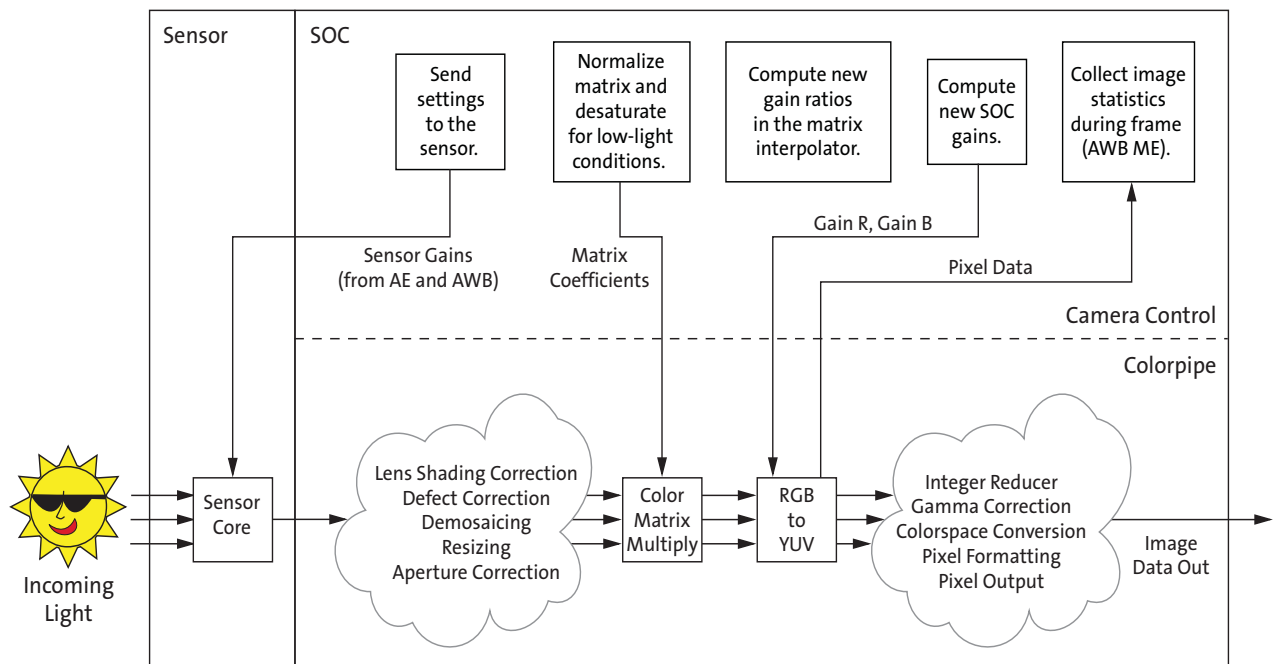 Sensor
SOC
Send
settings
to the
sensor.
Normalize
matrix and
desaturate
for low-light
conditions.
Compute new
gain ratios
in the matrix
interpolator.
Compute
new SOC
gains.
Collect image
statistics
during frame
(AWB ME).
Sensor Gains
(from AE and AWB)
Matrix
Coefficients
Gain R, Gain B
Pixel Data
Camera Control
Colorpipe
Incoming
Light
Sensor
Core
Lens Shading Correction
Defect Correction
Demosaicing
Resizing
Aperture Correction
Color
Matrix
Multiply
RGB
to
YUV
Integer Reducer
Gamma Correction
Colorspace Conversion
Pixel Formatting
Pixel Output
Image
Data Out